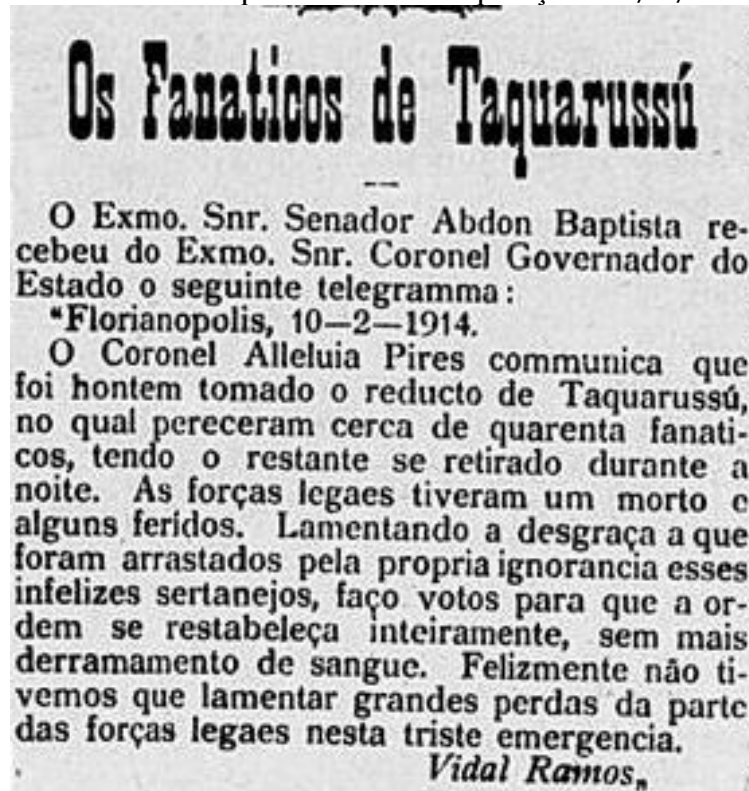 Os Fanaticos de Taquarussú
O Exmo. Snr. Senador Abdon Baptista re-
cebeu do Exmo. Snr. Coronel Governador do
Estado o seguinte telegramma:
"Florianopolis, 10—2—1914.
O Coronel Alleluia Pires communica que
foi hontem tomado o reducto de Taquarussú,
no qual pereceram cerca de quarenta fanati-
cos, tendo o restante se retirado durante a
noite. As forças legaes tiveram um morto e
alguns feridos. Lamentando a desgraça a que
foram arrastados pela propria ignorancia esses
infelizes sertanejos, faço votos para que a or-
dem se restabeleça inteiramente, sem mais
derramamento de sangue. Felizmente não ti-
vemos que lamentar grandes perdas da parte
das forças legaes nesta triste emergencia.
Vidal Ramos„